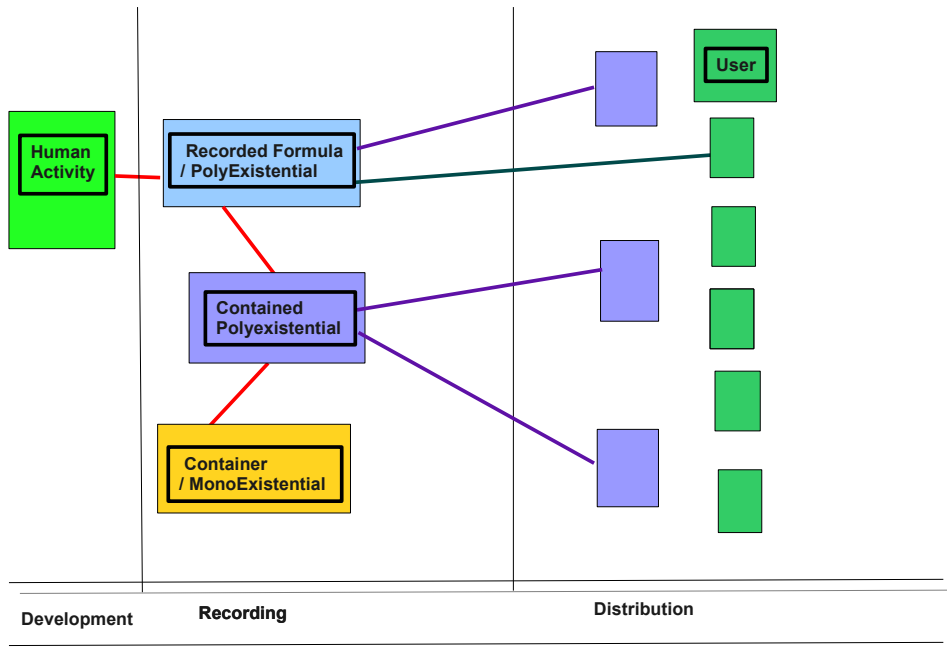 User
Human
Activity
Recorded Formula
/ PolyExistential
Contained
Polyexistential
Container
/ MonoExistential
Development
Recording
Distribution